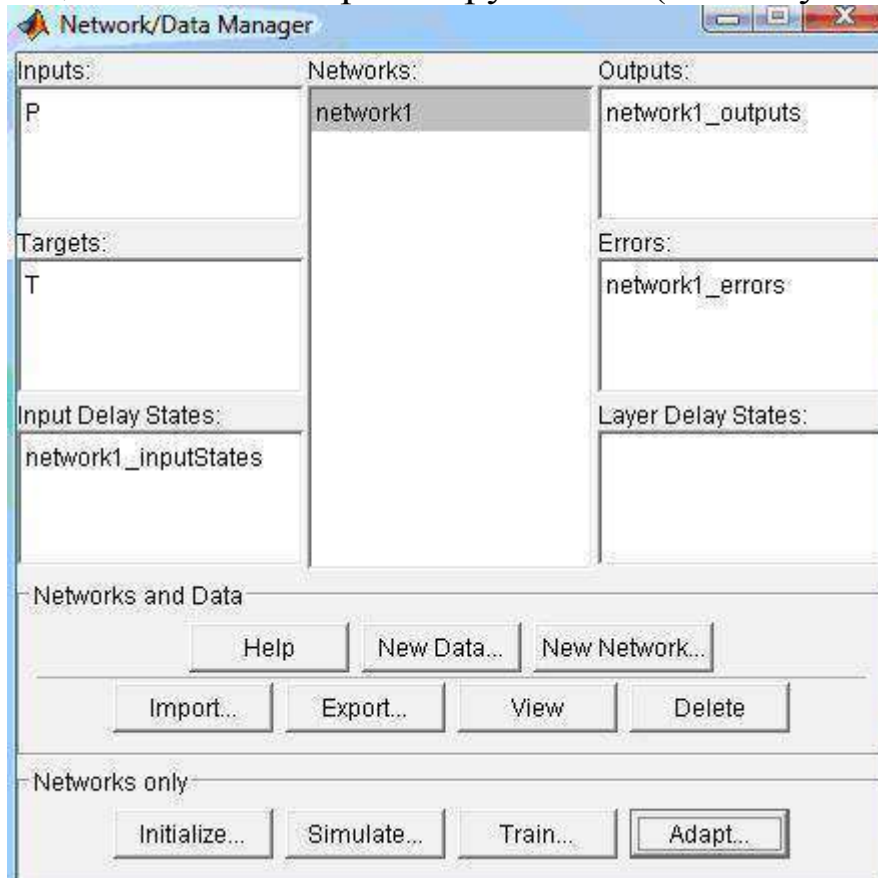 Network/Data Manager
Inputs:
P
Networks:
network1
Outputs:
network1_outputs
Targets:
T
Errors:
network1_errors
Input Delay States:
network1_inputStates
Layer Delay States:
Networks and Data
Help
New Data...
New Network...
Import...
Export...
View
Delete
Networks only
Initialize...
Simulate...
Train...
Adapt...